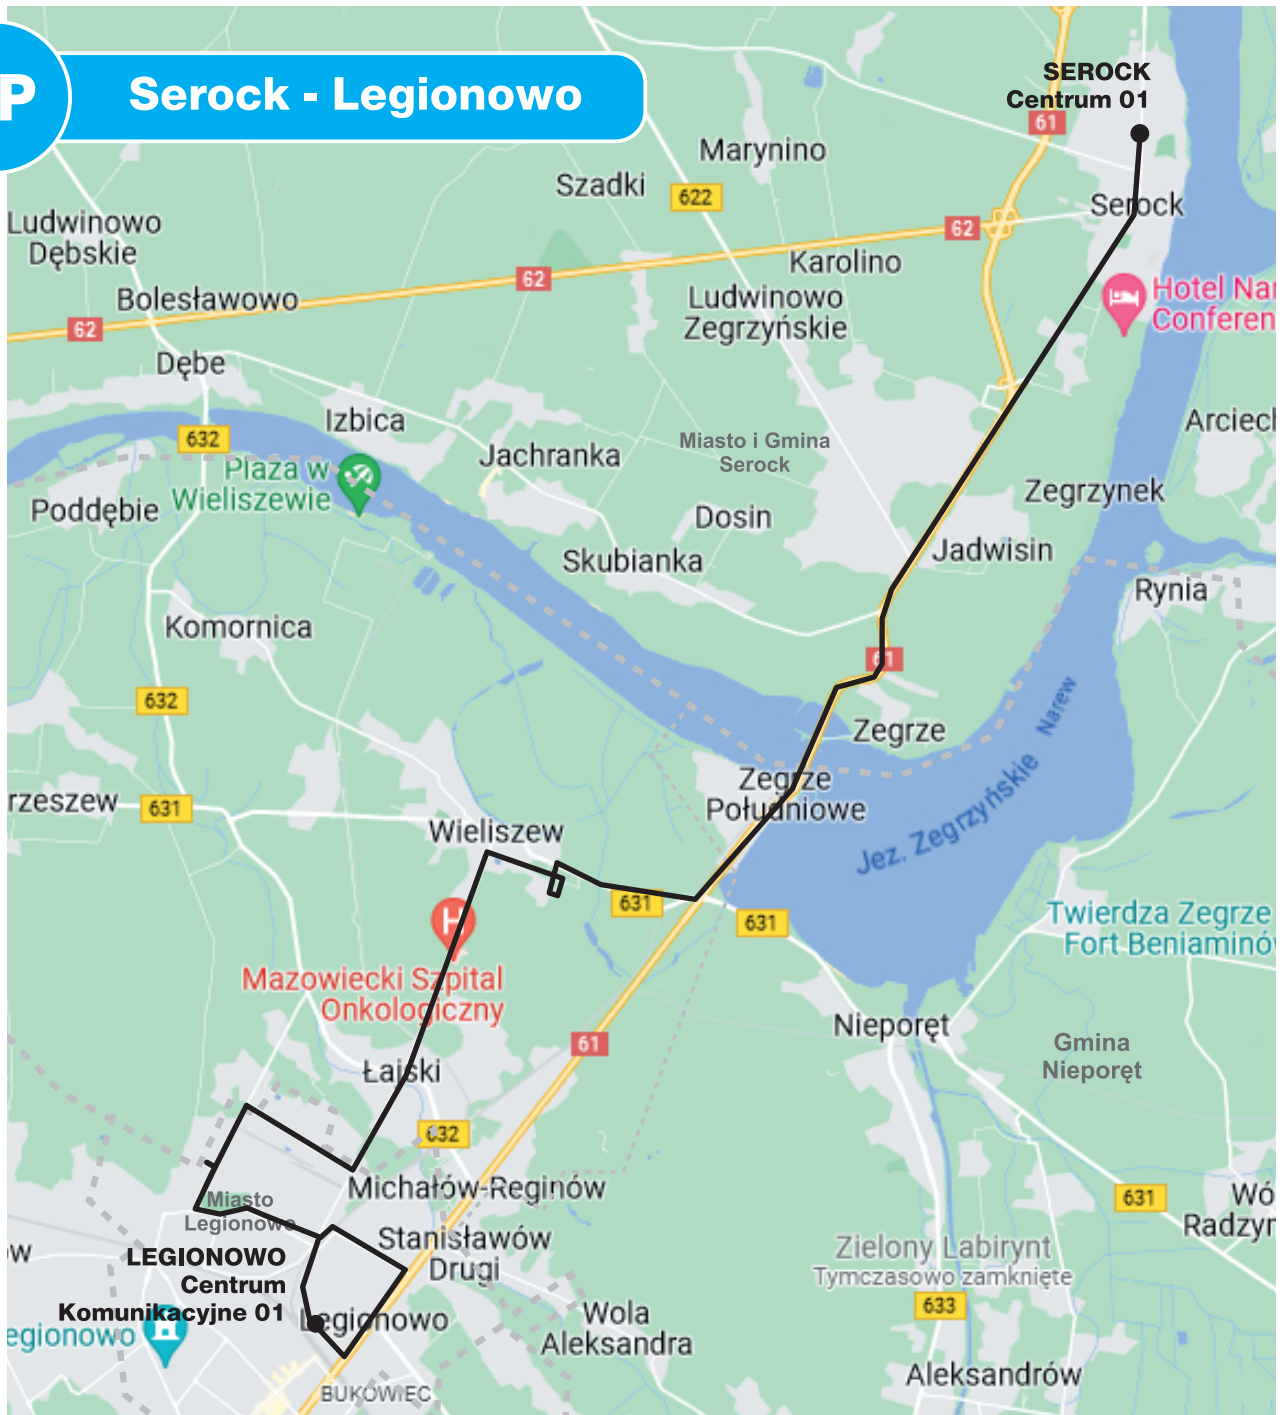 P
Serock - Legionowo
SEROCK
Centrum 01
61
Marynino
Szadki
622
Serock
Ludwinowo
Dębskie
62
Karolino
62
Bolesławowo
Ludwinowo
Zegrzyńskie
Hotel Nar
Conferen
62
Dębe
Izbica
632
Arciech
Miasto i Gmina
Serock
Jachranka
Plaża w
Wieliszewie
Zegrzynek
Poddębie
Dosin
Jadwisin
Skubianka
Rynia
Komornica
61
632
Narew
Zegrze
Zegrze
Południowe
rzeszew
631
Wieliszew
Jez. Zegrzyńskie
631
631
Twierdza Zegrze
Fort Beniaminów
Mazowiecki Szpital
Onkologiczny
Nieporęt
61
Gmina
Nieporęt
Łajski
632
Michałów-Reginów
Miasto
Legionowo
631
Wó
Radzyn
Stanisławów
Drugi
ów
LEGIONOWO
Centrum
Komunikacyjne 01
Zielony Labirynt
Tymczasowo zamknięte
633
Legionowo
Wola
Aleksandra
egionowo
Aleksandrów
BUKOWIEC